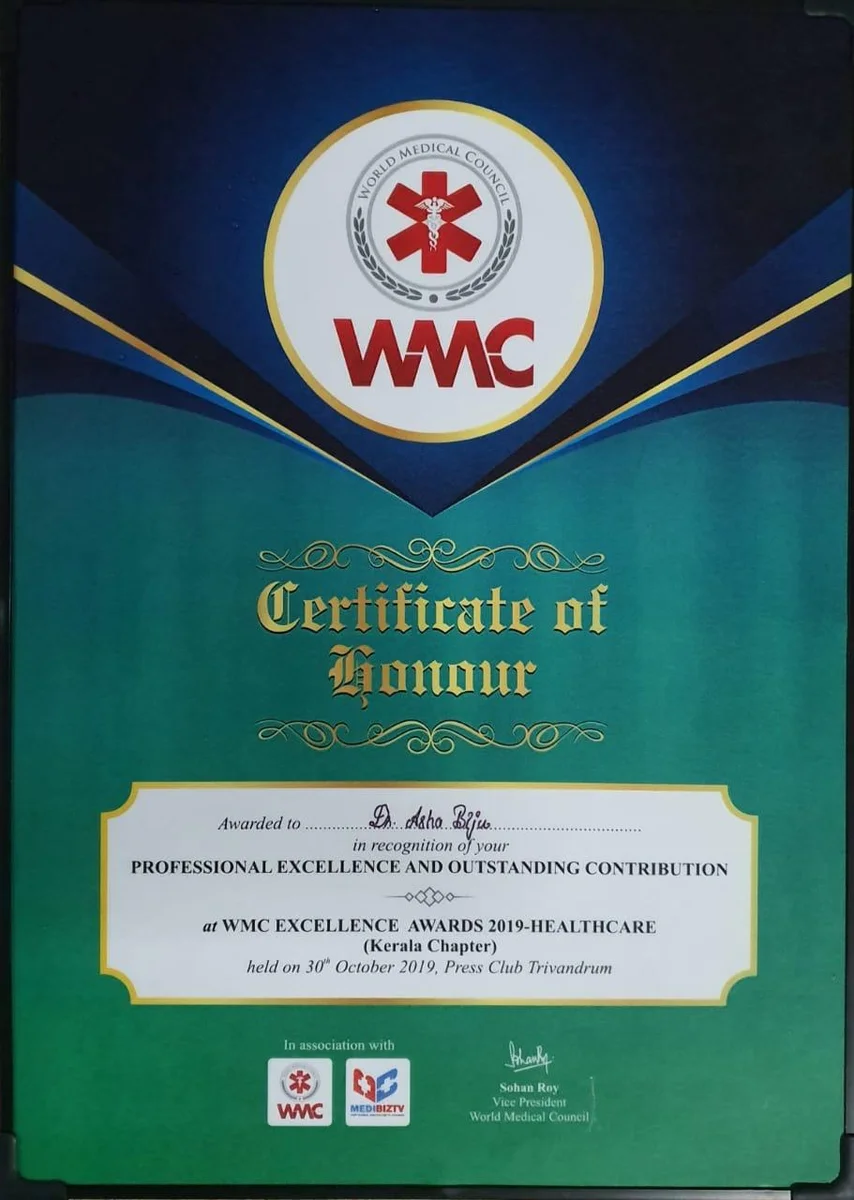 WORLD MEDICAL COUNCIL
WMC
Certificate of
Honour
Awarded to ..............Dr. Asha Biju..............................
in recognition of your
PROFESSIONAL EXCELLENCE AND OUTSTANDING CONTRIBUTION
at WMC EXCELLENCE AWARDS 2019-HEALTHCARE
(Kerala Chapter)
held on 30th October 2019, Press Club Trivandrum
In association with
WMC
MEDIBIZTV
Sohan Roy
Vice President
World Medical Council